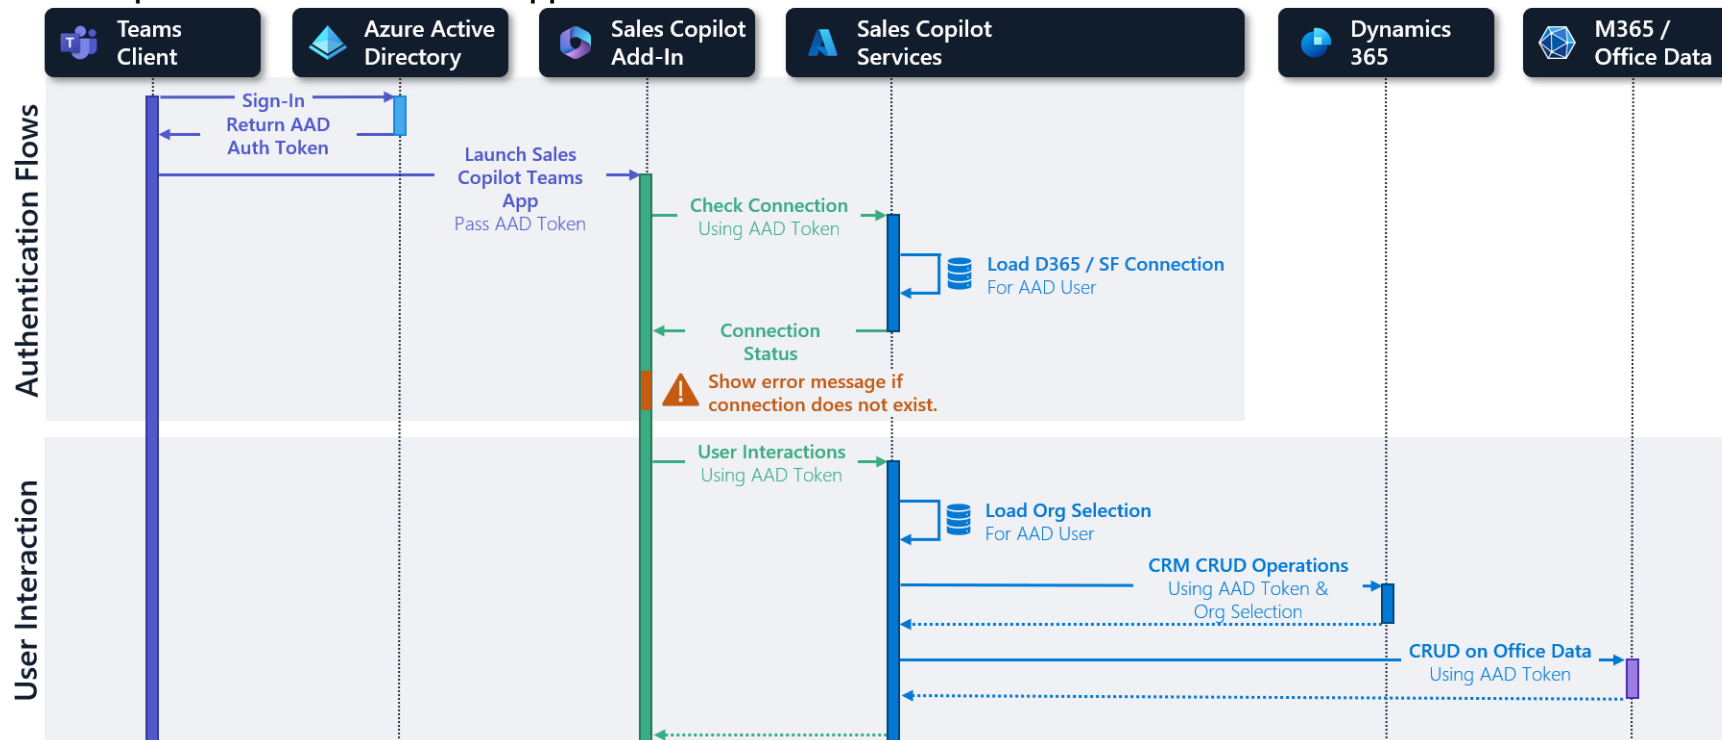 Teams
Client
Azure Active
Directory
Sales Copilot
Add-In
Sales Copilot
Services
Dynamics
365
M365 /
Office Data
Authentication Flows
Sign-In
Return AAD
Auth Token
Launch Sales
Copilot Teams
App
Pass AAD Token
Check Connection
Using AAD Token
Load D365 / SF Connection
For AAD User
Connection
Status
Show error message if
connection does not exist.
User Interaction
User Interactions
Using AAD Token
Load Org Selection
For AAD User
CRM CRUD Operations
Using AAD Token &
Org Selection
CRUD on Office Data
Using AAD Token